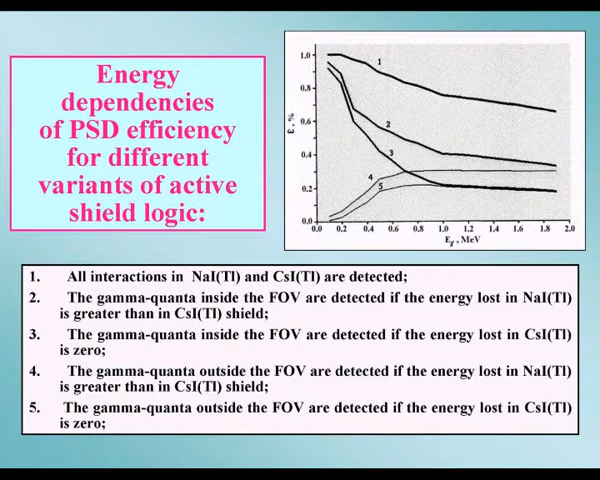 Energy
dependencies
of PSD efficiency
for different
variants of active
shield logic:
ε, %
1.0
0.8
0.6
0.4
0.2
0.0
1
2
3
4
5
0.0 0.2 0.4 0.6 0.8 1.0 1.2 1.4 1.6 1.8 2.0
Eγ, MeV
1. All interactions in NaI(Tl) and CsI(Tl) are detected;
2. The gamma-quanta inside the FOV are detected if the energy lost in NaI(Tl)
is greater than in CsI(Tl) shield;
3. The gamma-quanta inside the FOV are detected if the energy lost in CsI(Tl)
is zero;
4. The gamma-quanta outside the FOV are detected if the energy lost in NaI(Tl)
is greater than in CsI(Tl) shield;
5. The gamma-quanta outside the FOV are detected if the energy lost in CsI(Tl)
is zero;